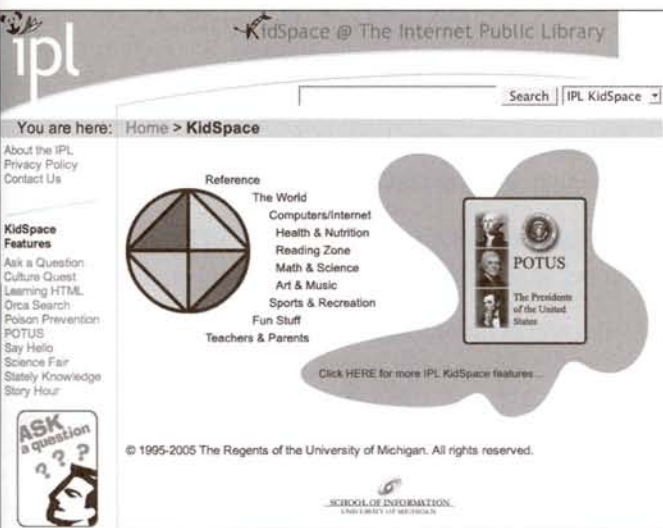 ipl
KidSpace @ The Internet Public Library
Search
IPL KidSpace
You are here: Home > KidSpace
About the IPL
Privacy Policy
Contact Us
KidSpace
Features
Ask a Question
Culture Quest
Learning HTML
Orca Search
Poison Prevention
POTUS
Say Hello
Science Fair
Stately Knowledge
Story Hour
ASK
a question
? ? ?
Reference
The World
Computers/Internet
Health & Nutrition
Reading Zone
Math & Science
Art & Music
Sports & Recreation
Fun Stuff
Teachers & Parents
POTUS
The Presidents
of the United
States
Click HERE for more IPL KidSpace features...
© 1995-2005 The Regents of the University of Michigan. All rights reserved.
SCHOOL OF INFORMATION
UNIVERSITY OF MICHIGAN